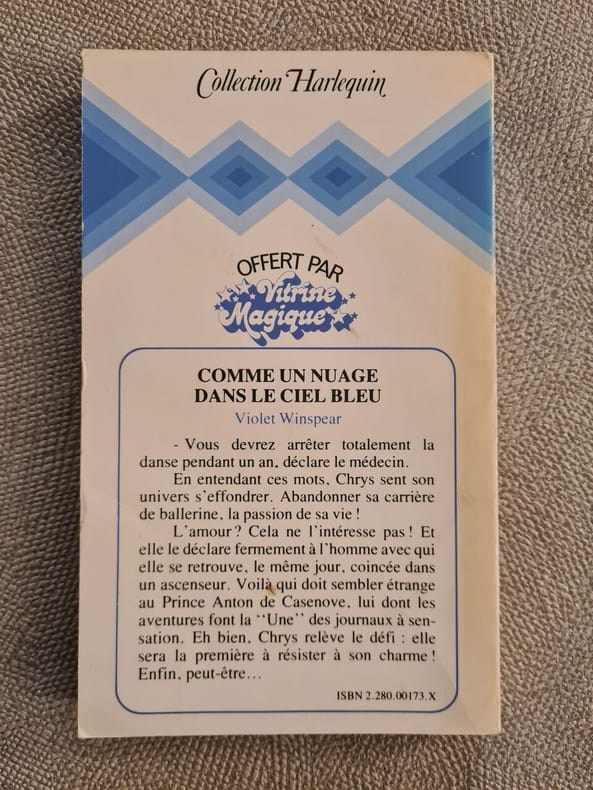 Collection Harlequin
OFFERT PAR
Vitrine
Magique
COMME UN NUAGE
DANS LE CIEL BLEU
Violet Winspear
- Vous devrez arrêter totalement la
danse pendant un an, déclare le médecin.
En entendant ces mots, Chrys sent son
univers s'effondrer. Abandonner sa carrière
de ballerine, la passion de sa vie !
L'amour ? Cela ne l'intéresse pas ! Et
elle le déclare fermement à l'homme avec qui
elle se retrouve, le même jour, coincée dans
un ascenseur. Voilà qui doit sembler étrange
au Prince Anton de Casenove, lui dont les
aventures font la ''Une'' des journaux à sen-
sation. Eh bien, Chrys relève le défi : elle
sera la première à résister à son charme !
Enfin, peut-être...
ISBN 2.280.00173.X